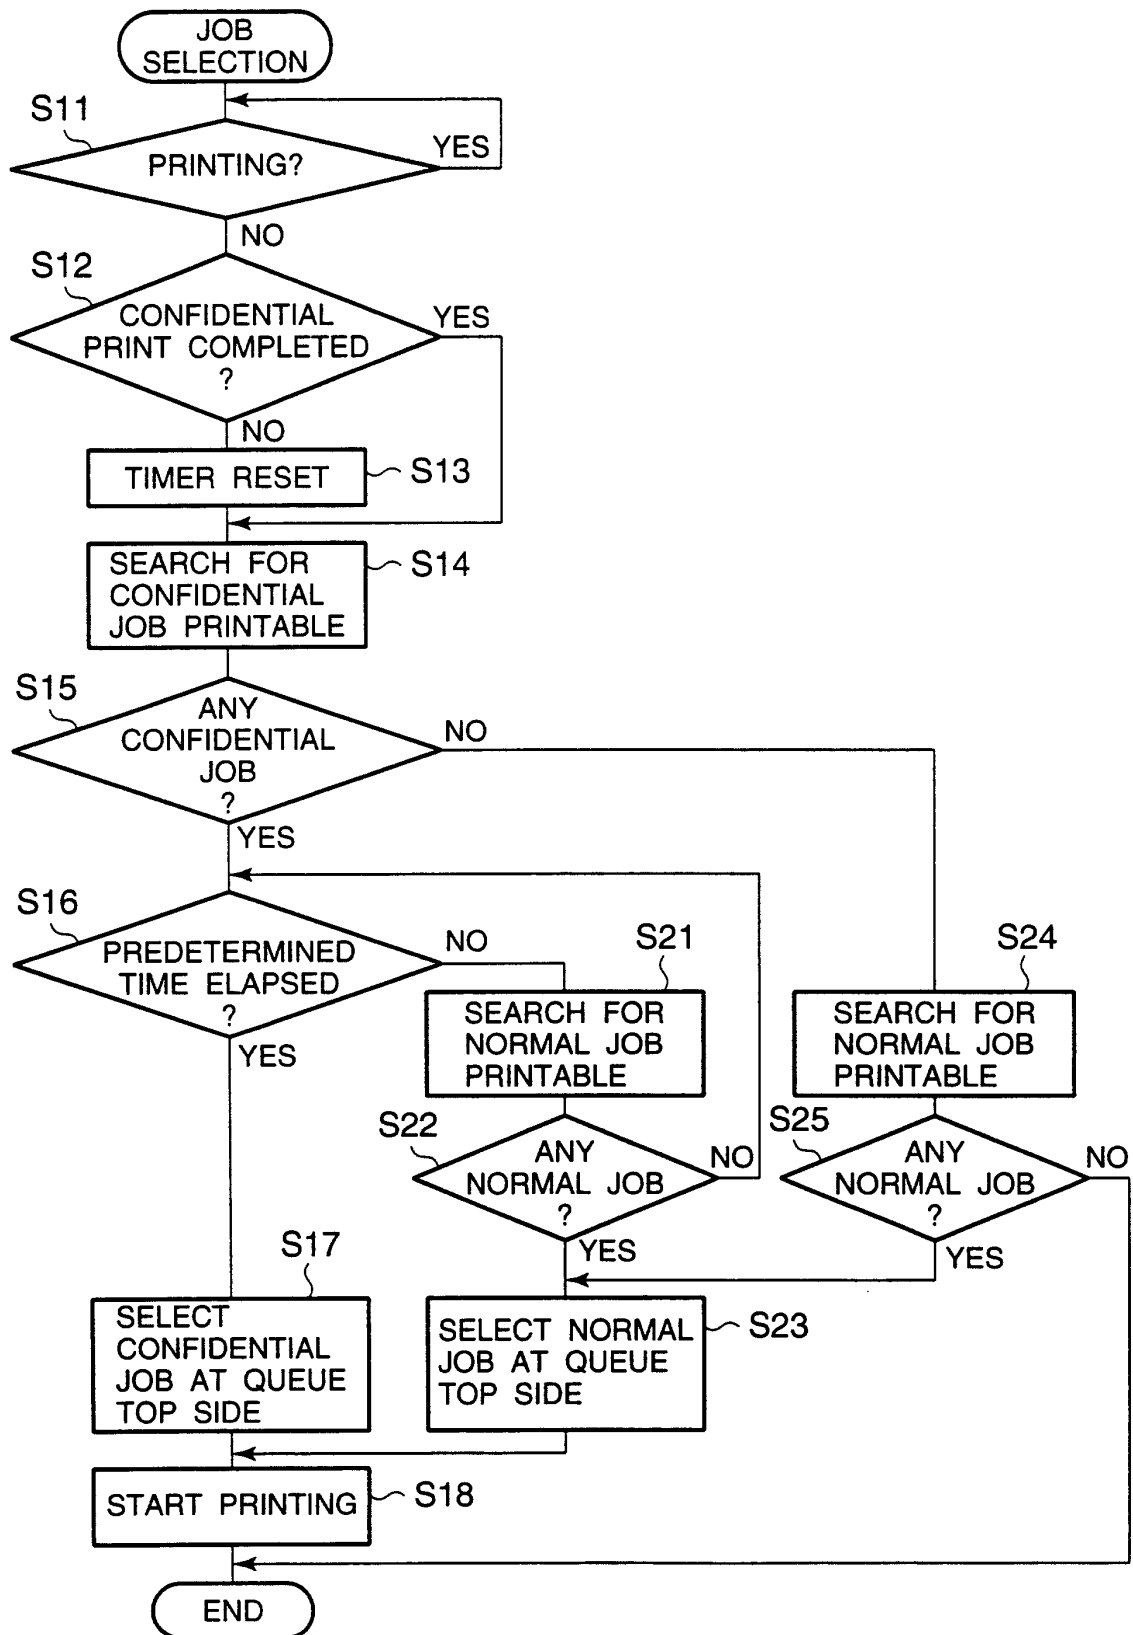 JOB
SELECTION
S11
PRINTING?
YES
NO
S12
CONFIDENTIAL
PRINT COMPLETED
?
YES
NO
TIMER RESET
S13
SEARCH FOR
CONFIDENTIAL
JOB PRINTABLE
S14
S15
ANY
CONFIDENTIAL
JOB
?
NO
YES
S16
PREDETERMINED
TIME ELAPSED
?
NO
YES
S21
SEARCH FOR
NORMAL JOB
PRINTABLE
S24
SEARCH FOR
NORMAL JOB
PRINTABLE
S22
ANY
NORMAL JOB
?
NO
YES
S25
ANY
NORMAL JOB
?
NO
YES
S17
SELECT
CONFIDENTIAL
JOB AT QUEUE
TOP SIDE
SELECT NORMAL
JOB AT QUEUE
TOP SIDE
S23
START PRINTING
S18
END